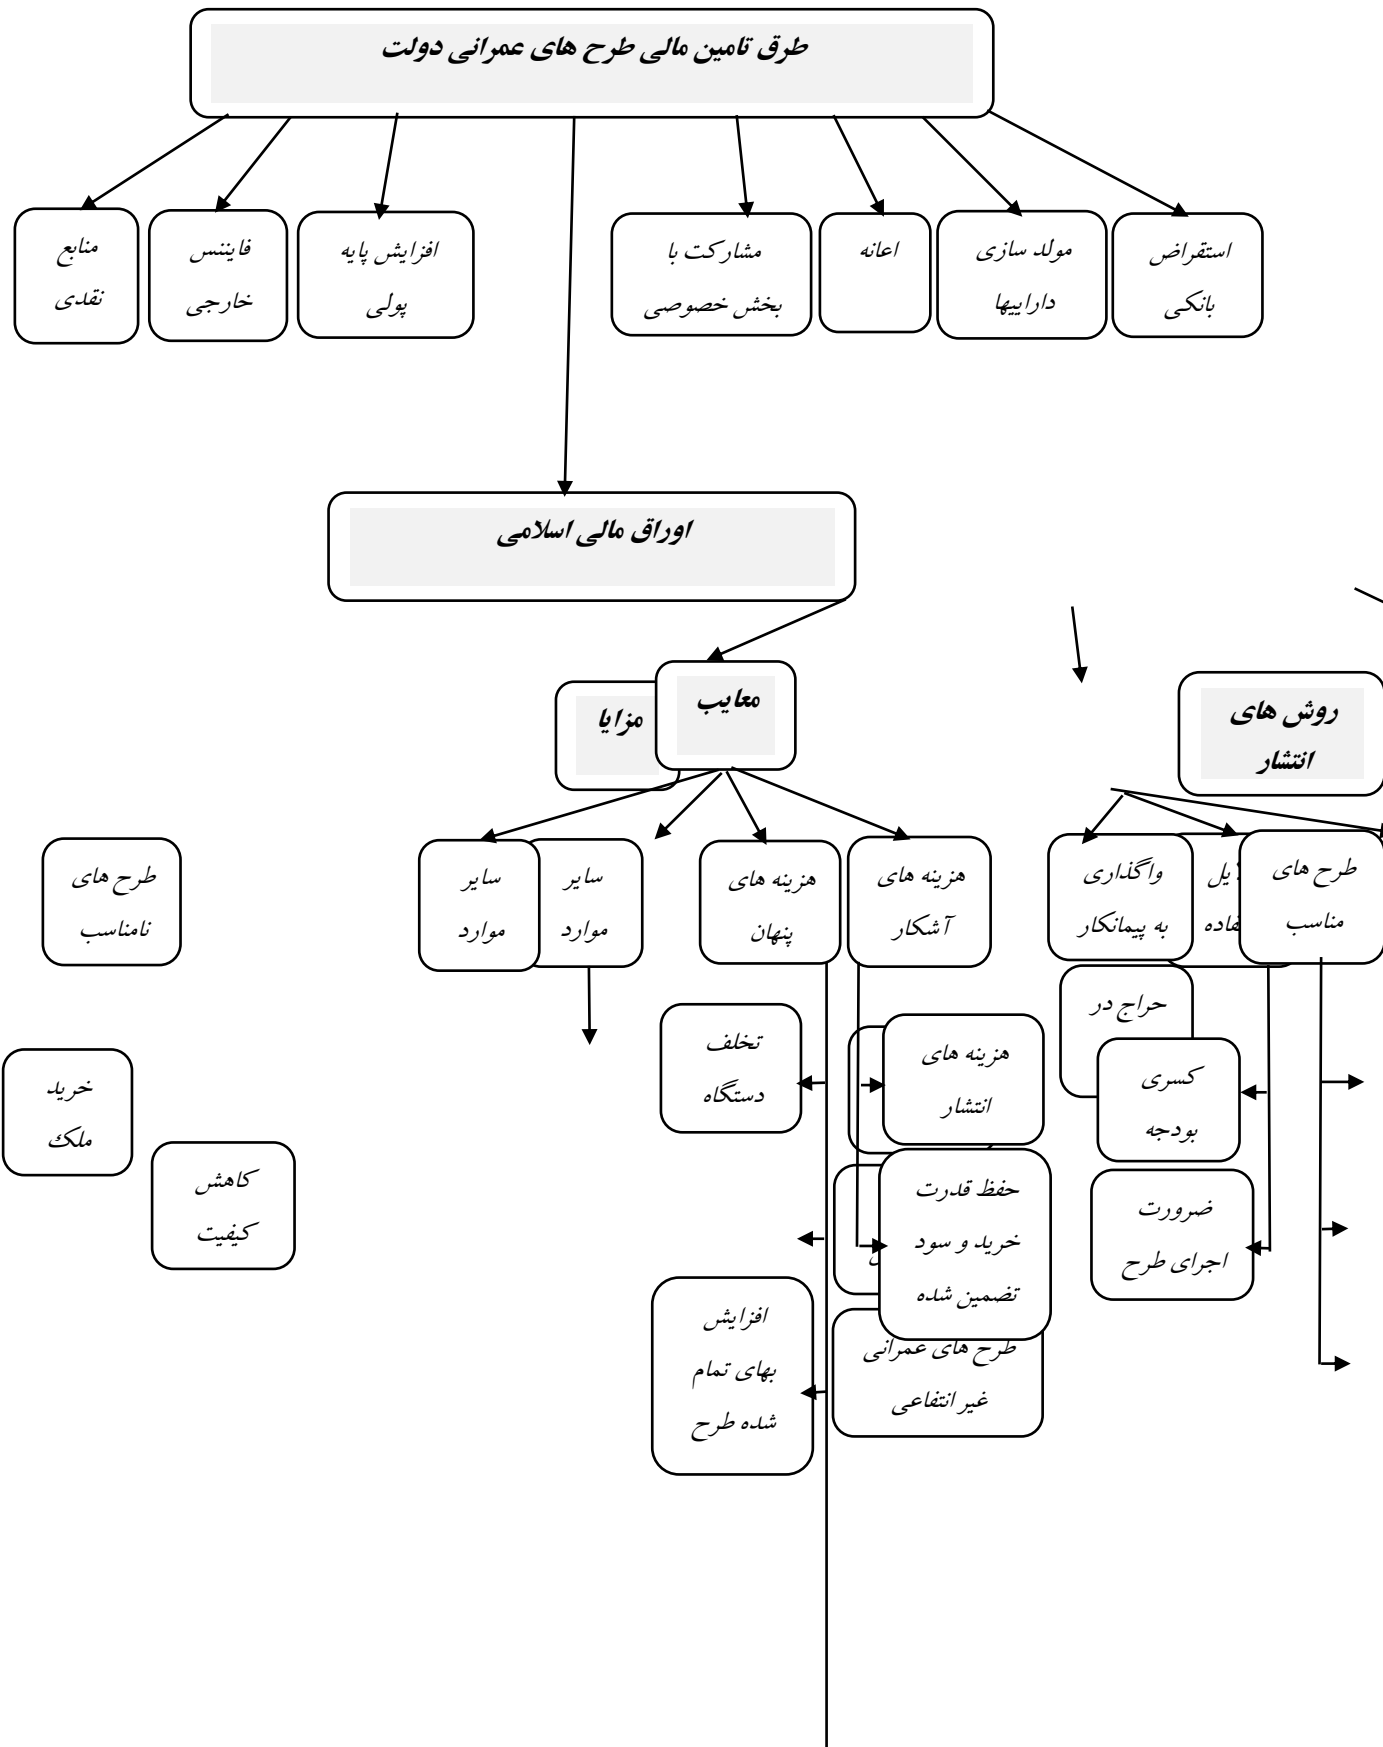 طرق تامین مالی طرح های عمرانی دولت
استقراض
بانکی
مولد سازی
داراییها
اعانه
مشارکت با
بخش خصوصی
افزایش پایه
پولی
فایننس
خارجی
منابع
نقدی
اوراق مالی اسلامی
روش های
انتشار
معایب
مزایا
طرح های
مناسب
واگذاری
به پیمانکار
هزینه های
آشکار
هزینه های
پنهان
سایر
موارد
سایر
موارد
طرح های
نامناسب
حراج در
کسری
بودجه
ضرورت
اجرای طرح
هزینه های
انتشار
حفظ قدرت
خرید و سود
تضمین شده
طرح های عمرانی
غیر انتفاعی
تخلف
دستگاه
افزایش
بهای تمام
شده طرح
خرید
ملک
کاهش
کیفیت